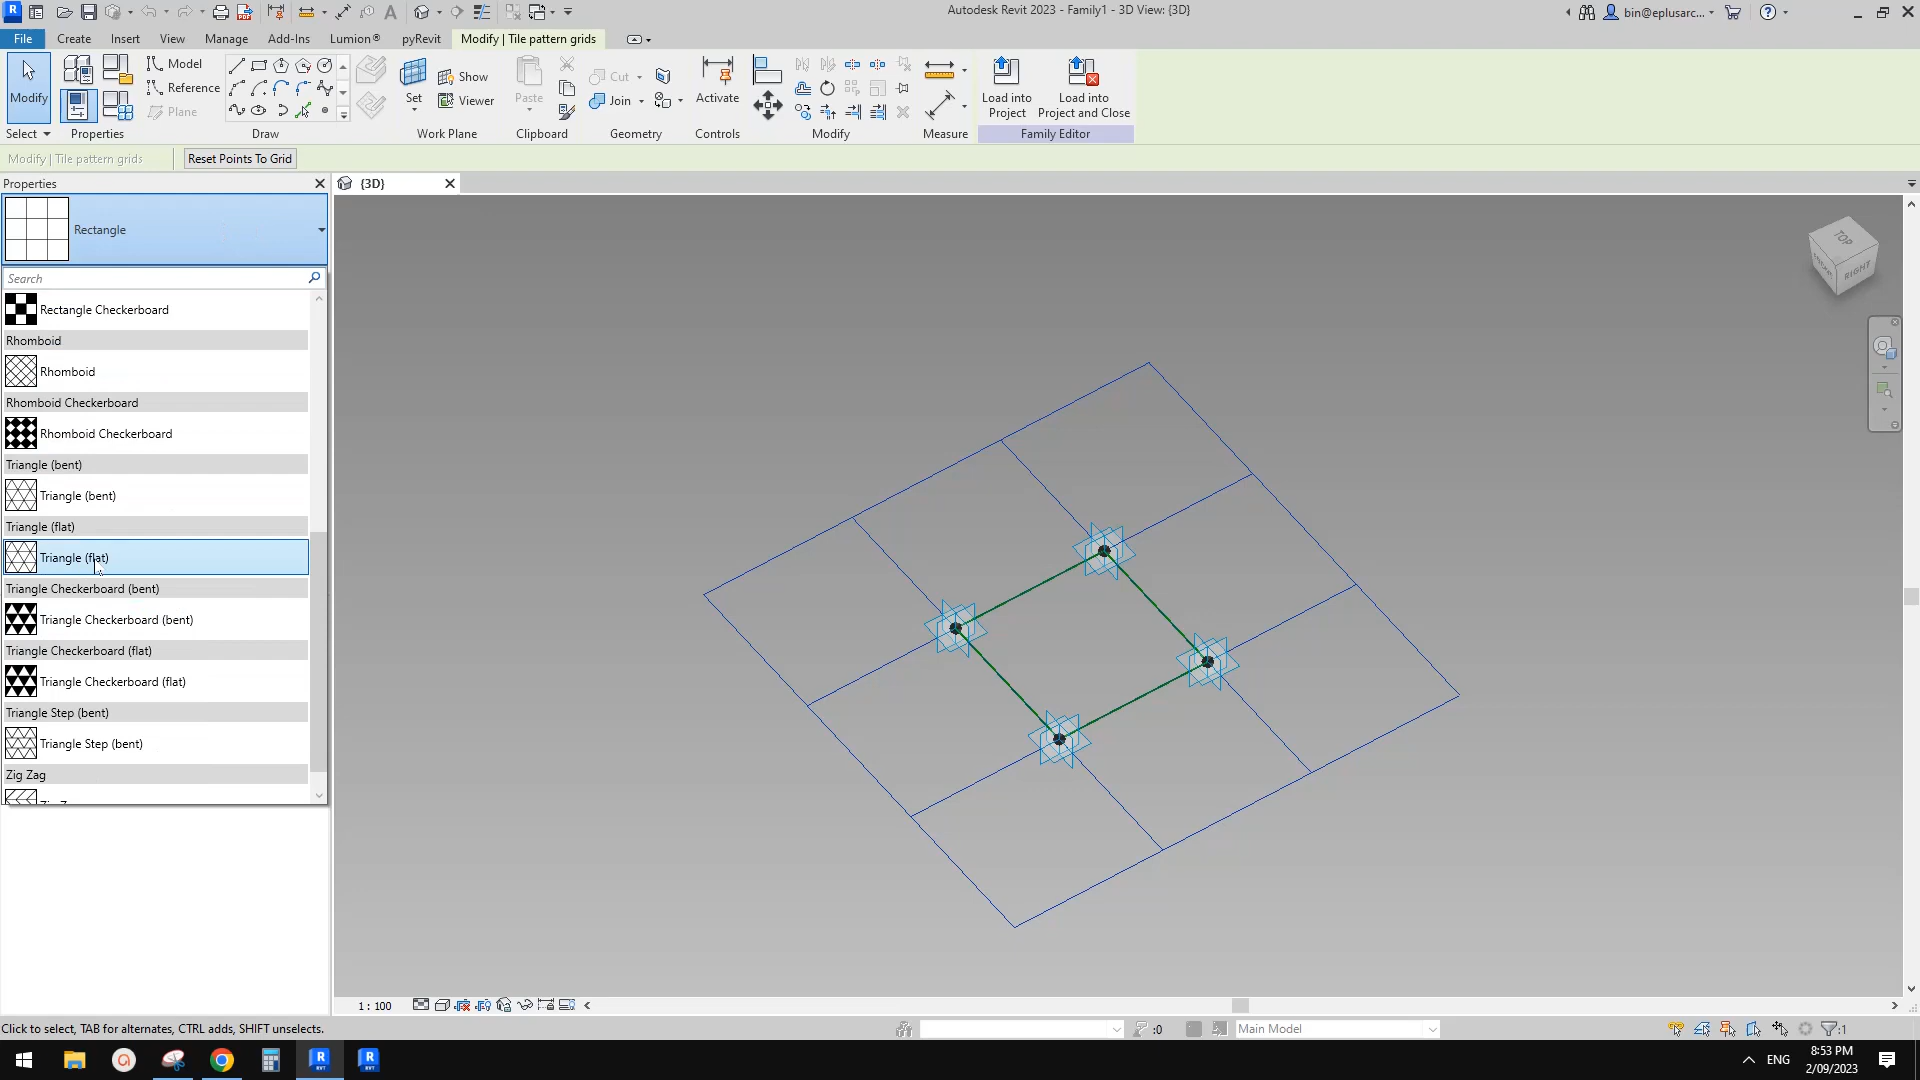 Autodesk Revit 2023 - Family1 - 3D View: {3D}
bin@eplusarc...
File Create Insert View Manage Add-Ins Lumion® pyRevit Modify | Tile pattern grids
Modify
Model
Reference
Plane
Set
Show
Viewer
Paste
Cut
Join
Activate
Load into
Project
Load into
Project and Close
Select Properties Draw Work Plane Clipboard Geometry Controls Modify Measure Family Editor
Modify | Tile pattern grids Reset Points To Grid
Properties
{3D}
Rectangle
Search
Rectangle Checkerboard
Rhomboid
Rhomboid
Rhomboid Checkerboard
Rhomboid Checkerboard
Triangle (bent)
Triangle (bent)
Triangle (flat)
Triangle (flat)
Triangle Checkerboard (bent)
Triangle Checkerboard (bent)
Triangle Checkerboard (flat)
Triangle Checkerboard (flat)
Triangle Step (bent)
Triangle Step (bent)
Zig Zag
TOP
RIGHT
1 : 100
Click to select, TAB for alternates, CTRL adds, SHIFT unselects.
:0
Main Model
:1
ENG
8:53 PM
2/09/2023